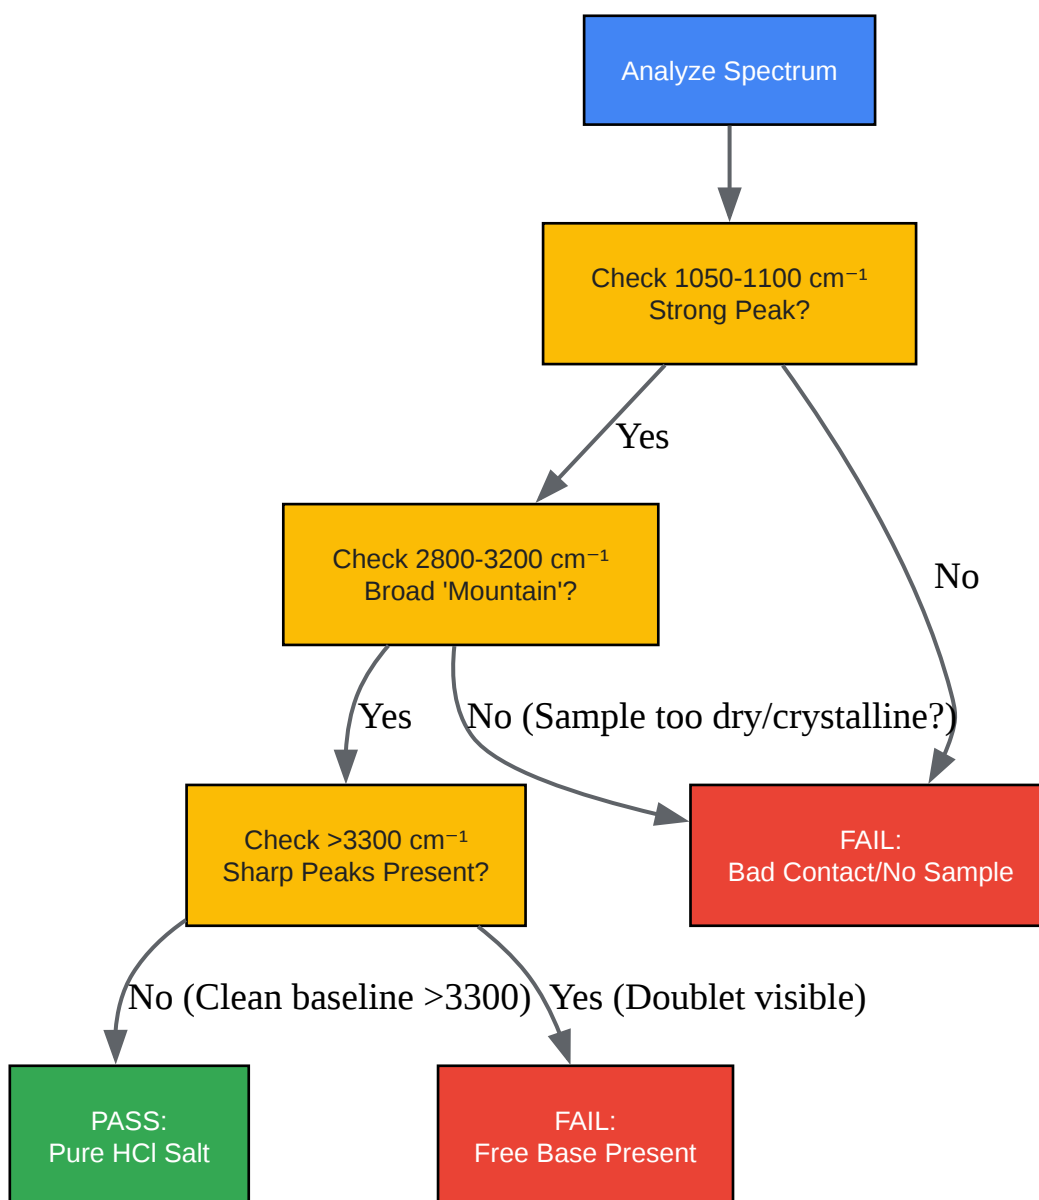 Analyze Spectrum
Check 1050-1100 cm⁻¹
Strong Peak?
Yes
No
Check 2800-3200 cm⁻¹
Broad 'Mountain'?
Yes
No (Sample too dry/crystalline?)
Check >3300 cm⁻¹
Sharp Peaks Present?
FAIL:
Bad Contact/No Sample
No (Clean baseline >3300)
Yes (Doublet visible)
PASS:
Pure HCl Salt
FAIL:
Free Base Present